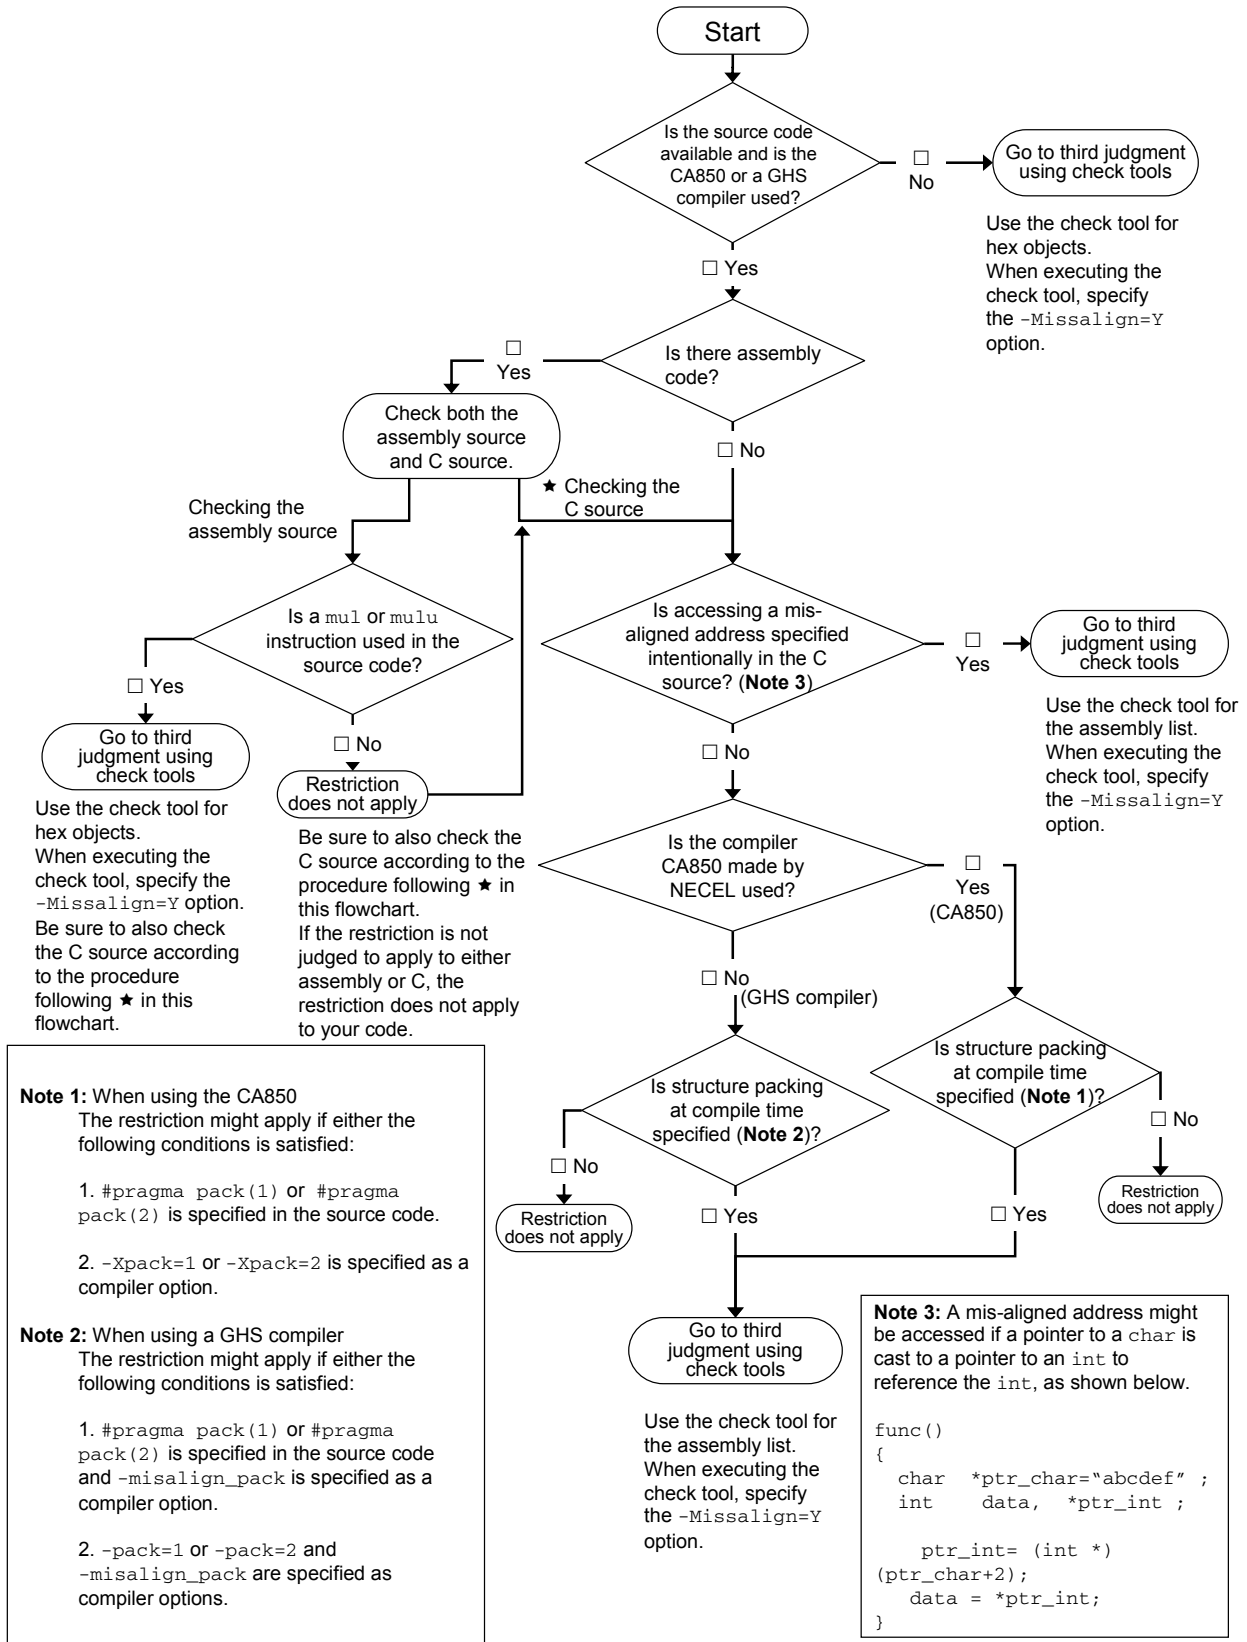 Start
Is the source code
available and is the
CA850 or a GHS
compiler used?
□
No
Go to third judgment
using check tools
Use the check tool for
hex objects.
When executing the
check tool, specify
the -Missalign=Y
option.
□ Yes
Is there assembly
code?
□
Yes
Check both the
assembly source
and C source.
□ No
★ Checking the
C source
Checking the
assembly source
Is a mul or mulu
instruction used in the
source code?
Is accessing a mis-
aligned address specified
intentionally in the C
source? (Note 3)
□
Yes
Go to third
judgment using
check tools
Use the check tool for
the assembly list.
When executing the
check tool, specify
the -Missalign=Y
option.
□ Yes
Go to third
judgment using
check tools
Use the check tool for
hex objects.
When executing the
check tool, specify the
-Missalign=Y option.
Be sure to also check
the C source according
to the procedure
following ★ in this
flowchart.
□ No
Restriction
does not apply
Be sure to also check the
C source according to the
procedure following ★ in
this flowchart.
If the restriction is not
judged to apply to either
assembly or C, the
restriction does not apply
to your code.
□ No
Is the compiler
CA850 made by
NECEL used?
□
Yes
(CA850)
□ No
(GHS compiler)
Is structure packing
at compile time
specified (Note 2)?
Is structure packing
at compile time
specified (Note 1)?
□ No
Restriction
does not apply
□ No
Restriction
does not apply
□ Yes
□ Yes
Go to third
judgment using
check tools
Use the check tool for
the assembly list.
When executing the
check tool, specify
the -Missalign=Y
option.
Note 1: When using the CA850
The restriction might apply if either the
following conditions is satisfied:
1. #pragma pack(1) or #pragma
pack(2) is specified in the source code.
2. -Xpack=1 or -Xpack=2 is specified as a
compiler option.
Note 2: When using a GHS compiler
The restriction might apply if either the
following conditions is satisfied:
1. #pragma pack(1) or #pragma
pack(2) is specified in the source code
and -misalign_pack is specified as a
compiler option.
2. -pack=1 or -pack=2 and
-misalign_pack are specified as
compiler options.
Note 3: A mis-aligned address might
be accessed if a pointer to a char is
cast to a pointer to an int to
reference the int, as shown below.
func()
{
char *ptr_char=“abcdef” ;
int data, *ptr_int ;
ptr_int= (int *)
(ptr_char+2);
data = *ptr_int;
}